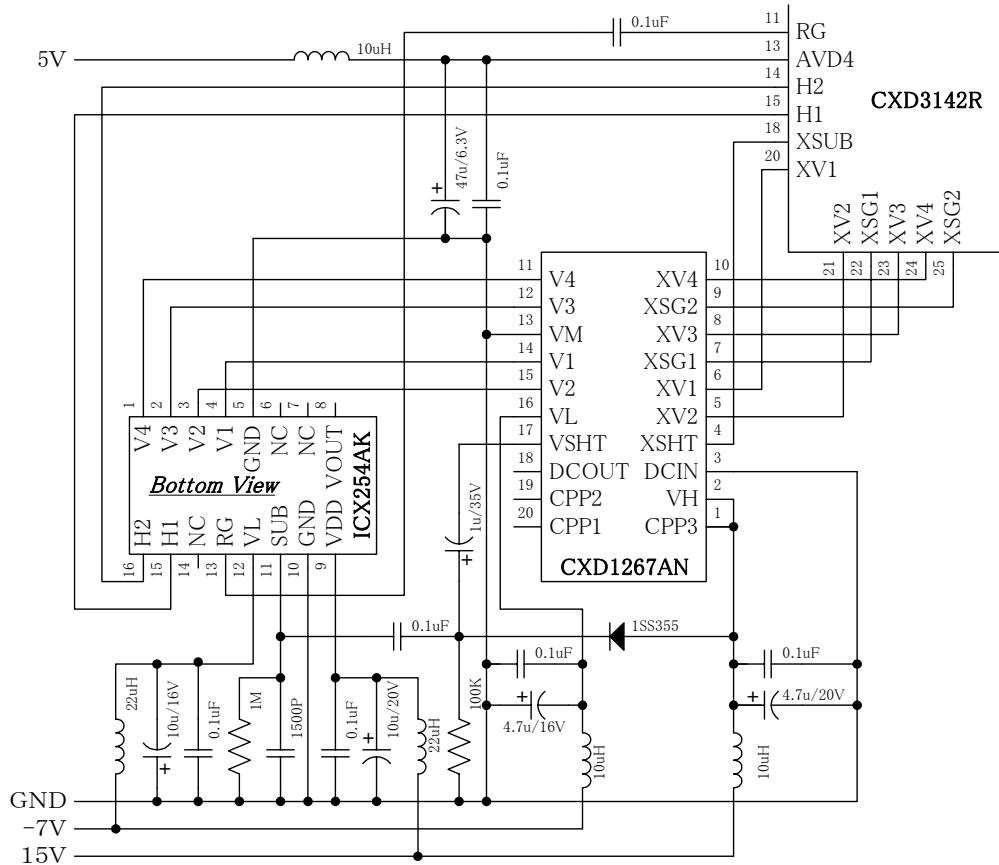 0.1uF
11
RG
5V
10uH
13
AVD4
14
H2
CXD3142R
15
H1
18
XSUB
20
XV1
47u/6.3V
0.1uF
XV2
XSG1
XV3
XV4
XSG2
21
22
23
24
25
11
V4
XV4
10
12
V3
XSG2
9
13
VM
XV3
8
14
V1
XSG1
7
15
V2
XV1
6
16
VL
XV2
5
17
VSHT
XSHT
4
18
DCOUT
DCIN
3
19
CPP2
VH
2
20
CPP1
CPP3
1
CXD1267AN
1
2
3
4
5
6
7
8
V4
V3
V2
V1
GND
NC
NC
VOUT
Bottom View
ICX254AK
H2
H1
NC
RG
VL
SUB
GND
VDD
16
15
14
13
12
11
10
9
1u/35V
0.1uF
1SS355
0.1uF
0.1uF
22uH
10u/16V
0.1uF
1M
1500P
0.1uF
10u/20V
22uH
100K
4.7u/16V
4.7u/20V
10uH
10uH
GND
-7V
15V